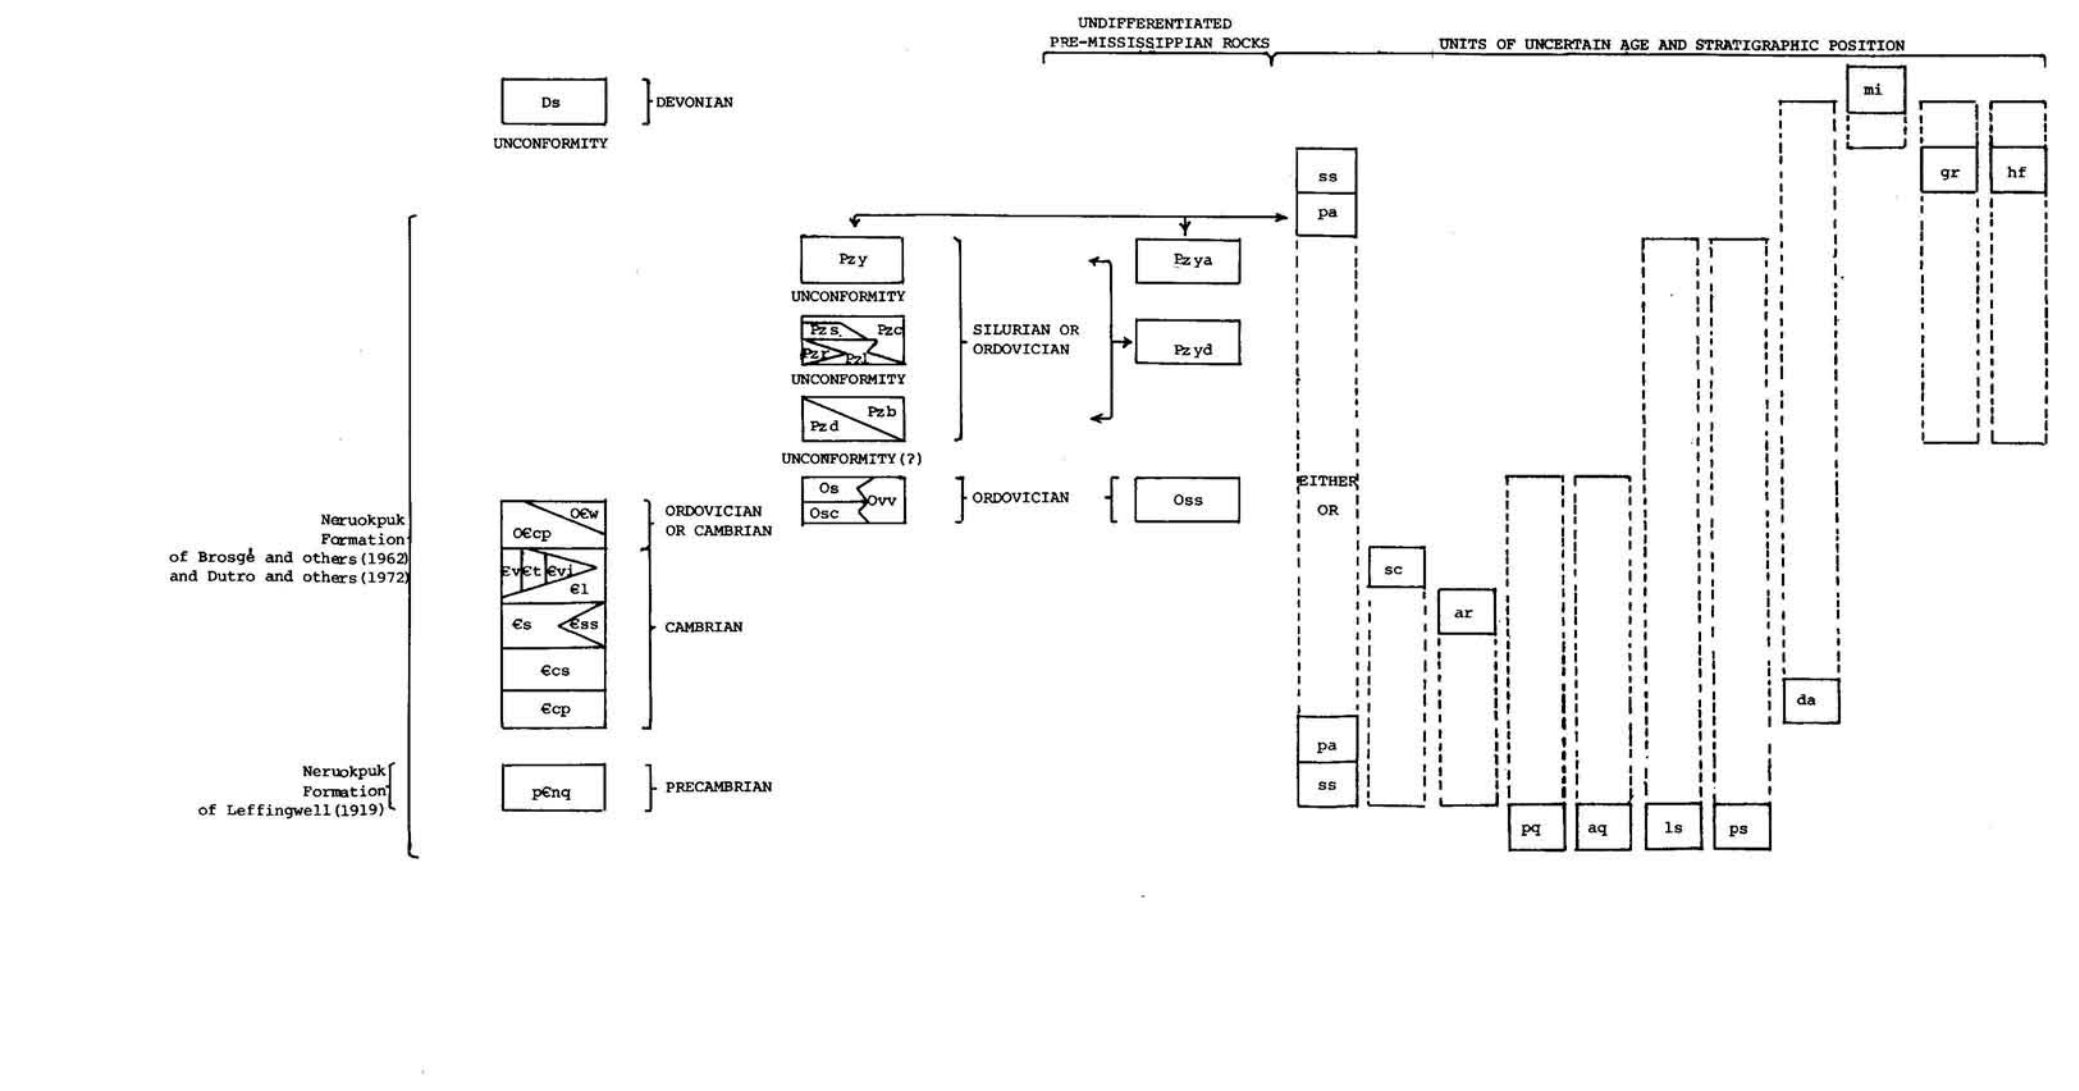 UNDIFFERENTIATED
PRE-MISSISSIPPIAN ROCKS
UNITS OF UNCERTAIN AGE AND STRATIGRAPHIC POSITION
Ds
DEVONIAN
UNCONFORMITY
mi
ss
pa
gr
hf
Pzy
Pzya
UNCONFORMITY
Pzs
Pzc
Pzr
Pzl
SILURIAN OR
ORDOVICIAN
Pzyd
UNCONFORMITY
Pzb
Pzd
UNCONFORMITY(?)
Os
Ovv
Osc
ORDOVICIAN
Oss
EITHER
OR
Neruokpuk
Formation
of Brosgé and others(1962)
and Dutro and others(1972)
O€w
O€cp
ORDOVICIAN
OR CAMBRIAN
€v
€t
€vi
€l
€s
€ss
€cs
€cp
CAMBRIAN
sc
ar
da
pa
ss
Neruokpuk
Formation
of Leffingwell(1919)
p€nq
PRECAMBRIAN
pq
aq
ls
ps